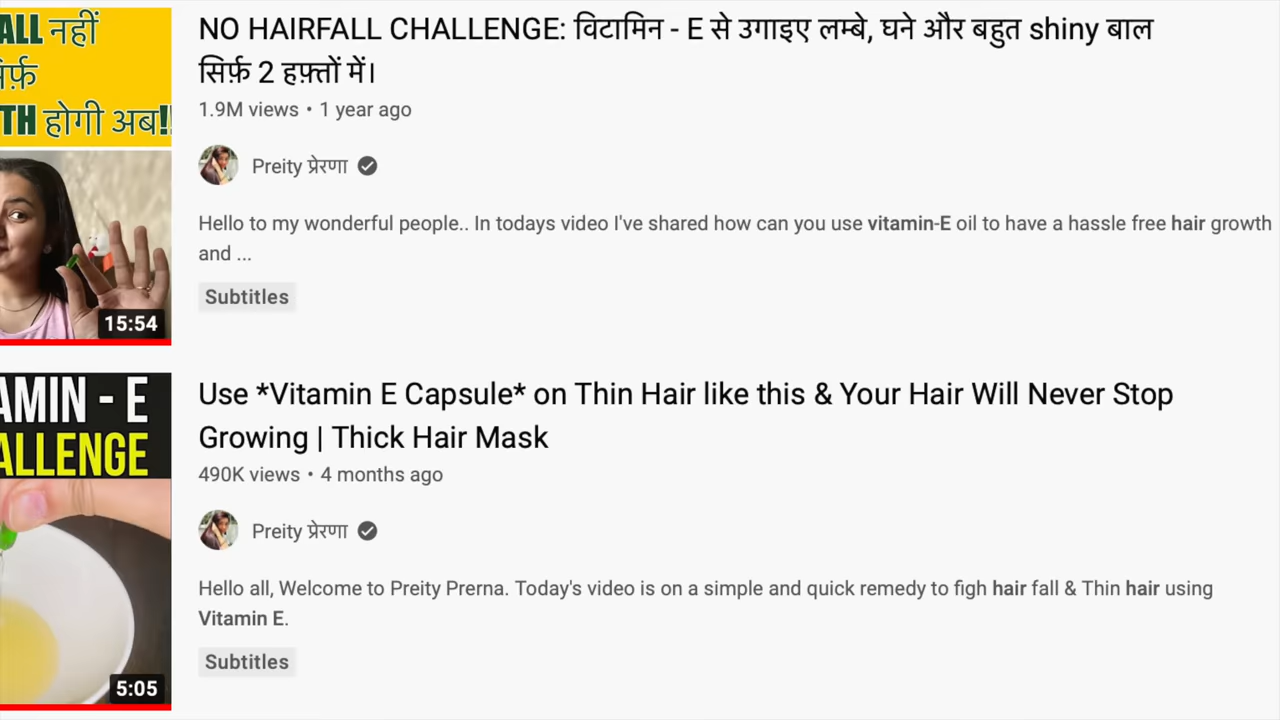 ALL नहीं
NO HAIRFALL CHALLENGE: विटामिन - E से उगाइए लम्बे, घने और बहुत shiny बाल
सिर्फ़ 2 हफ़्तों में।
TH होगी अब!!
1.9M views • 1 year ago
Preity प्रेरणा
Hello to my wonderful people.. In todays video I've shared how can you use vitamin-E oil to have a hassle free hair growth
and ...
Subtitles
15:54
AMIN - E
ALLENGE
Use *Vitamin E Capsule* on Thin Hair like this & Your Hair Will Never Stop
Growing | Thick Hair Mask
490K views • 4 months ago
Preity प्रेरणा
Hello all, Welcome to Preity Prerna. Today's video is on a simple and quick remedy to figh hair fall & Thin hair using
Vitamin E.
Subtitles
5:05